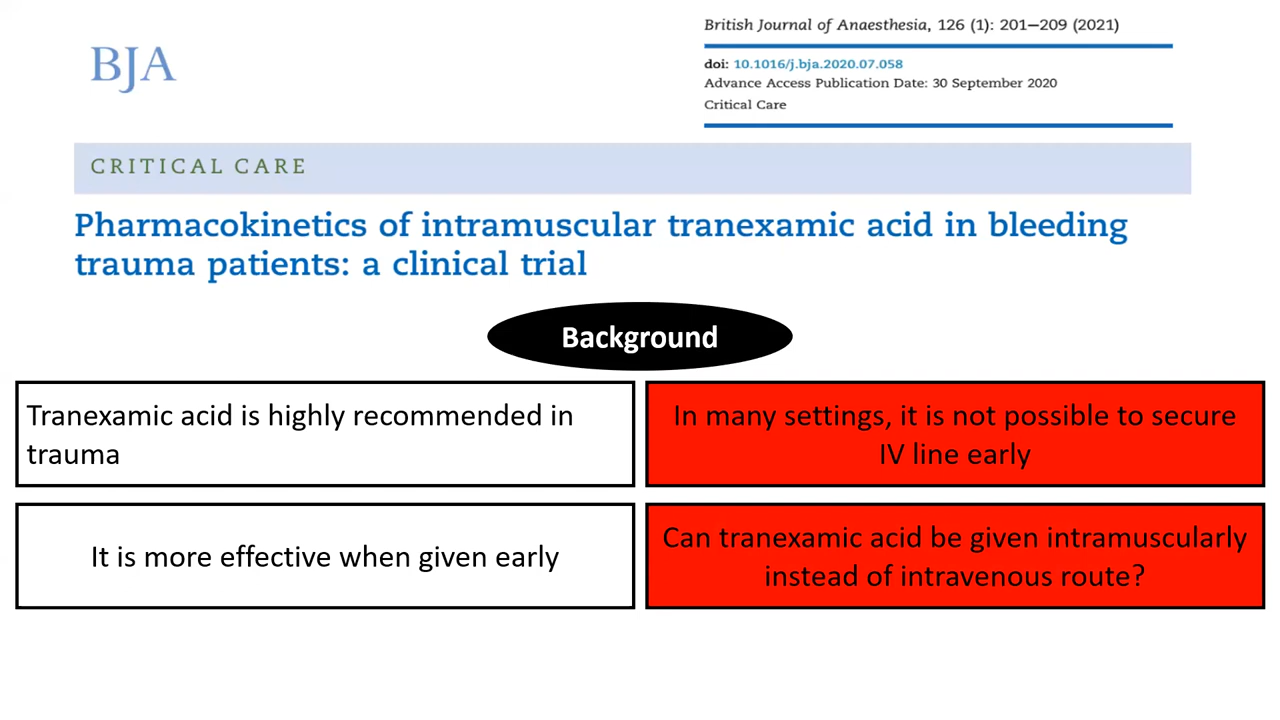 BJA
British Journal of Anaesthesia, 126 (1): 201–209 (2021)
doi: 10.1016/j.bja.2020.07.058
Advance Access Publication Date: 30 September 2020
Critical Care
CRITICAL CARE
Pharmacokinetics of intramuscular tranexamic acid in bleeding
trauma patients: a clinical trial
Background
Tranexamic acid is highly recommended in
trauma
In many settings, it is not possible to secure
IV line early
It is more effective when given early
Can tranexamic acid be given intramuscularly
instead of intravenous route?